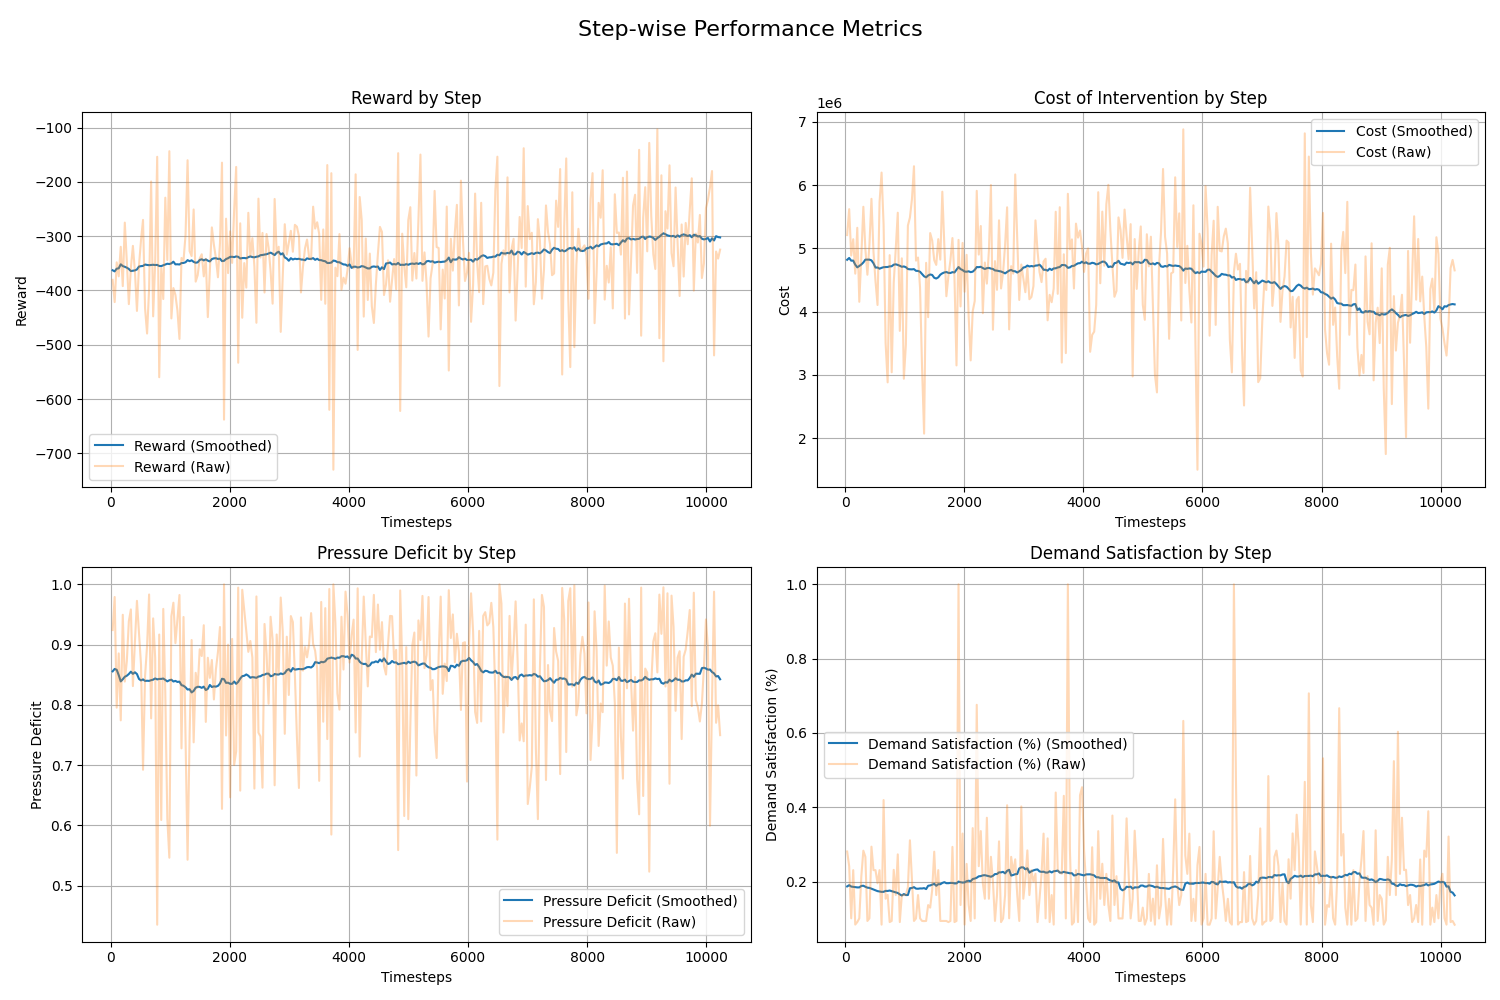 Step-wise Performance Metrics
Reward by Step
−100
−200
−300
−400
−500
−600
−700
Reward
Reward (Smoothed)
Reward (Raw)
0 2000 4000 6000 8000 10000
Timesteps
Cost of Intervention by Step
1e6
7
6
5
4
3
2
Cost
Cost (Smoothed)
Cost (Raw)
0 2000 4000 6000 8000 10000
Timesteps
Pressure Deficit by Step
1.0
0.9
0.8
0.7
0.6
0.5
Pressure Deficit
Pressure Deficit (Smoothed)
Pressure Deficit (Raw)
0 2000 4000 6000 8000 10000
Timesteps
Demand Satisfaction by Step
1.0
0.8
0.6
0.4
0.2
Demand Satisfaction (%)
Demand Satisfaction (%) (Smoothed)
Demand Satisfaction (%) (Raw)
0 2000 4000 6000 8000 10000
Timesteps